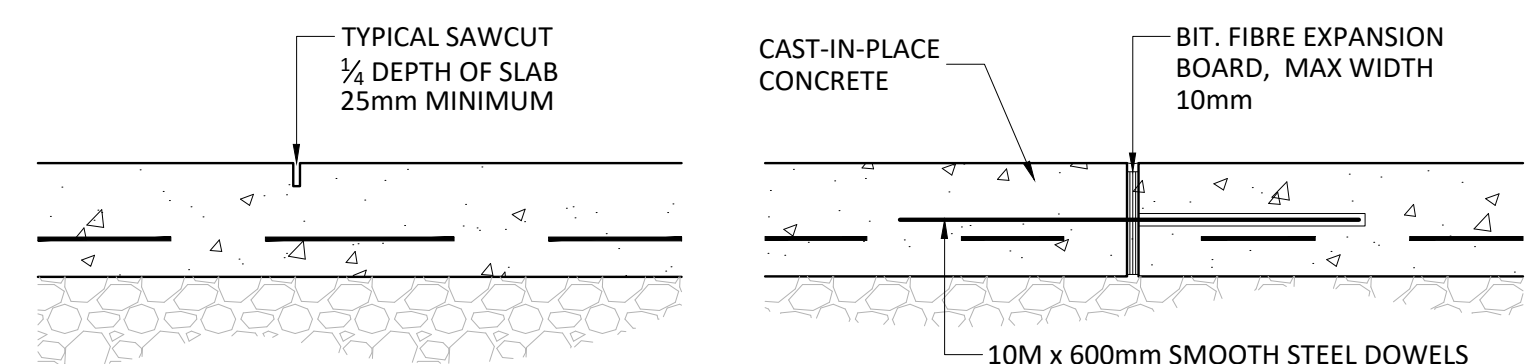 TYPICAL SAWCUT
¼ DEPTH OF SLAB
25mm MINIMUM
CAST-IN-PLACE
CONCRETE
BIT. FIBRE EXPANSION
BOARD, MAX WIDTH
10mm
10M x 600mm SMOOTH STEEL DOWELS